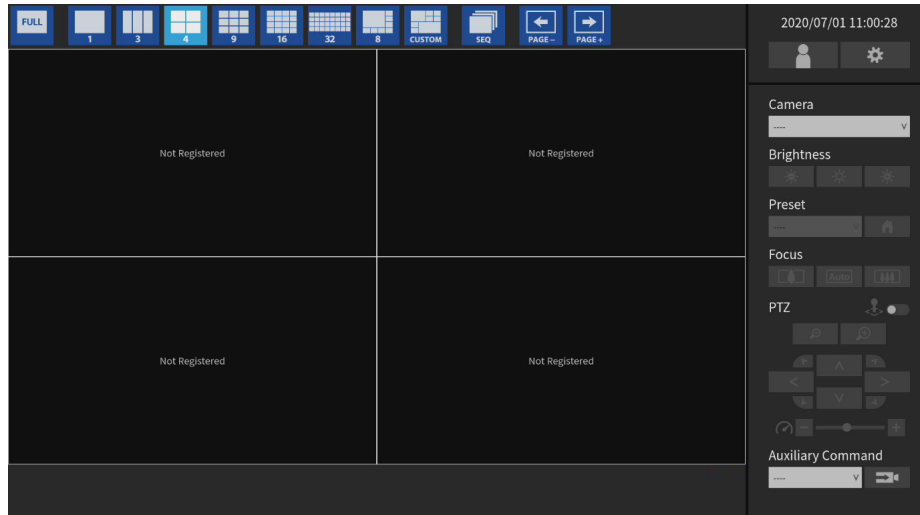 FULL
1
3
4
9
16
32
8
CUSTOM
SEQ
PAGE –
PAGE +
2020/07/01 11:00:28
Not Registered
Not Registered
Not Registered
Not Registered
Camera
----
Brightness
Preset
----
Focus
Auto
PTZ
Auxiliary Command
----